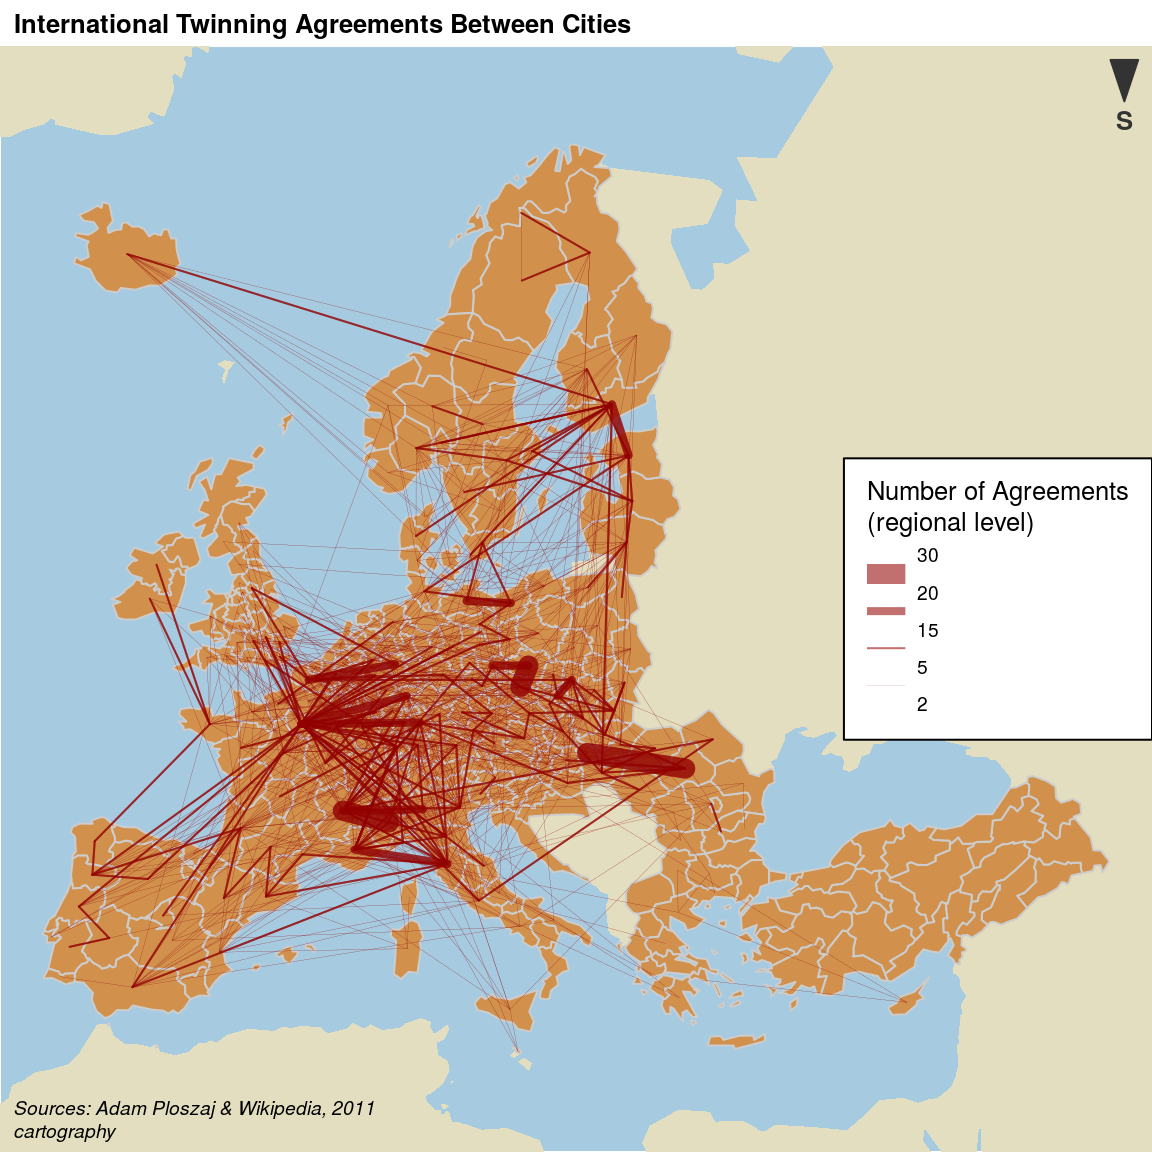 International Twinning Agreements Between Cities
S
Number of Agreements
(regional level)
30
20
15
5
2
Sources: Adam Ploszaj & Wikipedia, 2011
cartography